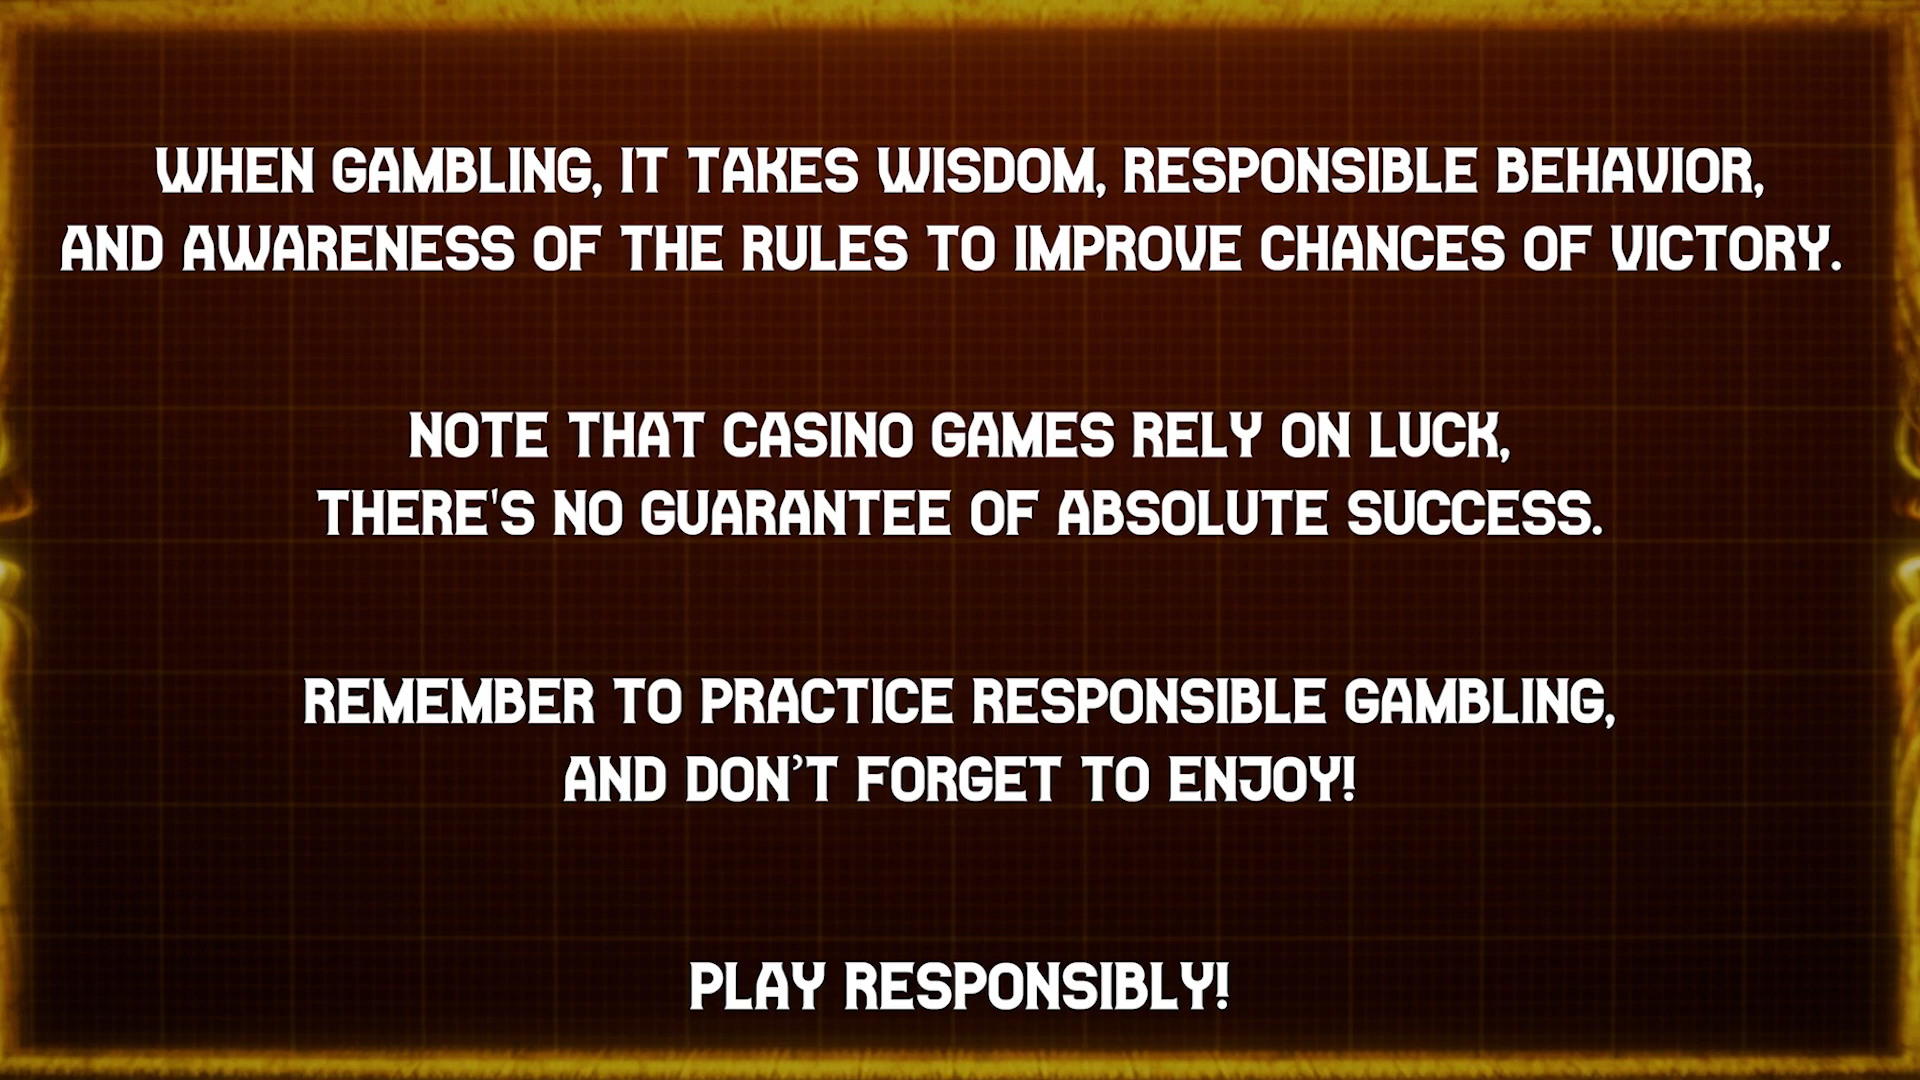 WHEN GAMBLING, IT TAKES WISDOM, RESPONSIBLE BEHAVIOR,
AND AWARENESS OF THE RULES TO IMPROVE CHANCES OF VICTORY.
NOTE THAT CASINO GAMES RELY ON LUCK,
THERE'S NO GUARANTEE OF ABSOLUTE SUCCESS.
REMEMBER TO PRACTICE RESPONSIBLE GAMBLING,
AND DON’T FORGET TO ENJOY!
PLAY RESPONSIBLY!